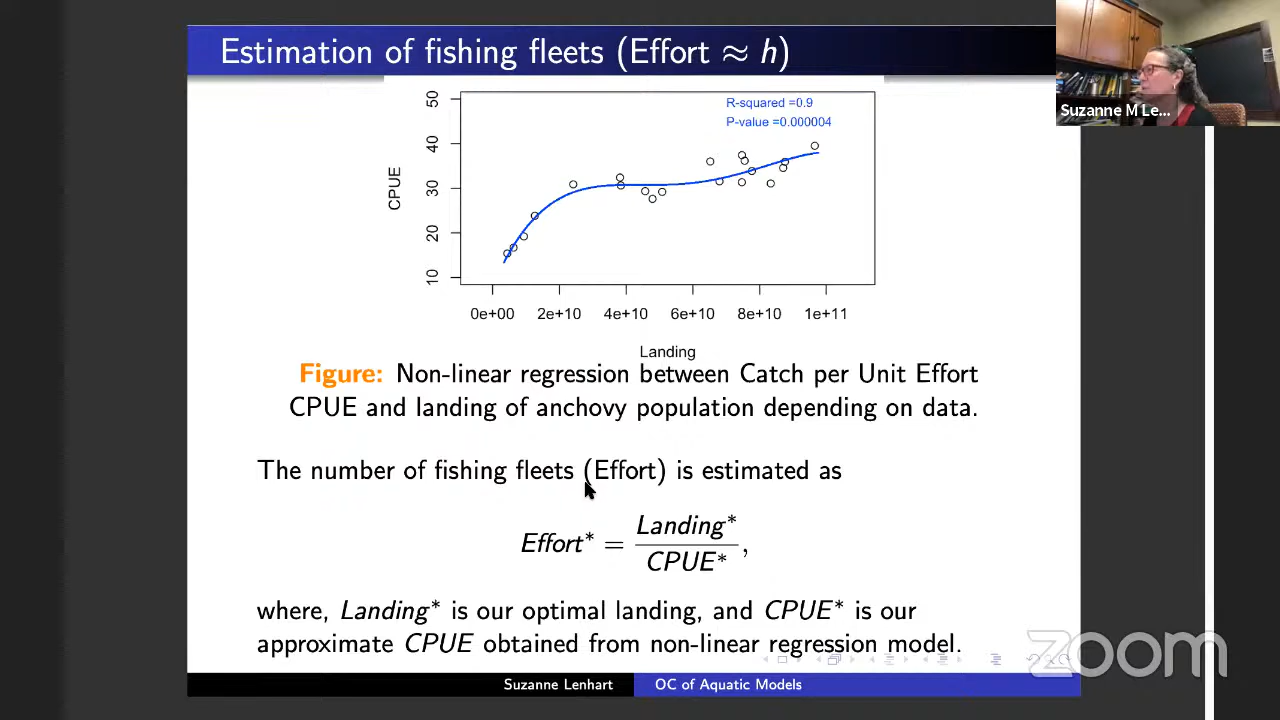 Estimation of fishing fleets (Effort ≈ h)
Suzanne M Le...
R-squared =0.9
P-value =0.000004
CPUE
50
40
30
20
10
0e+00 2e+10 4e+10 6e+10 8e+10 1e+11
Landing
Figure: Non-linear regression between Catch per Unit Effort
CPUE and landing of anchovy population depending on data.
The number of fishing fleets (Effort) is estimated as
Effort* = Landing* / CPUE*,
where, Landing* is our optimal landing, and CPUE* is our
approximate CPUE obtained from non-linear regression model.
zoom
Suzanne Lenhart OC of Aquatic Models